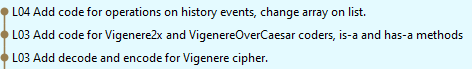 L04 Add code for operations on history events, change array on list.
L03 Add code for Vigenere2x and VigenereOverCaesar coders, is-a and has-a methods
L03 Add decode and encode for Vigenere cipher.